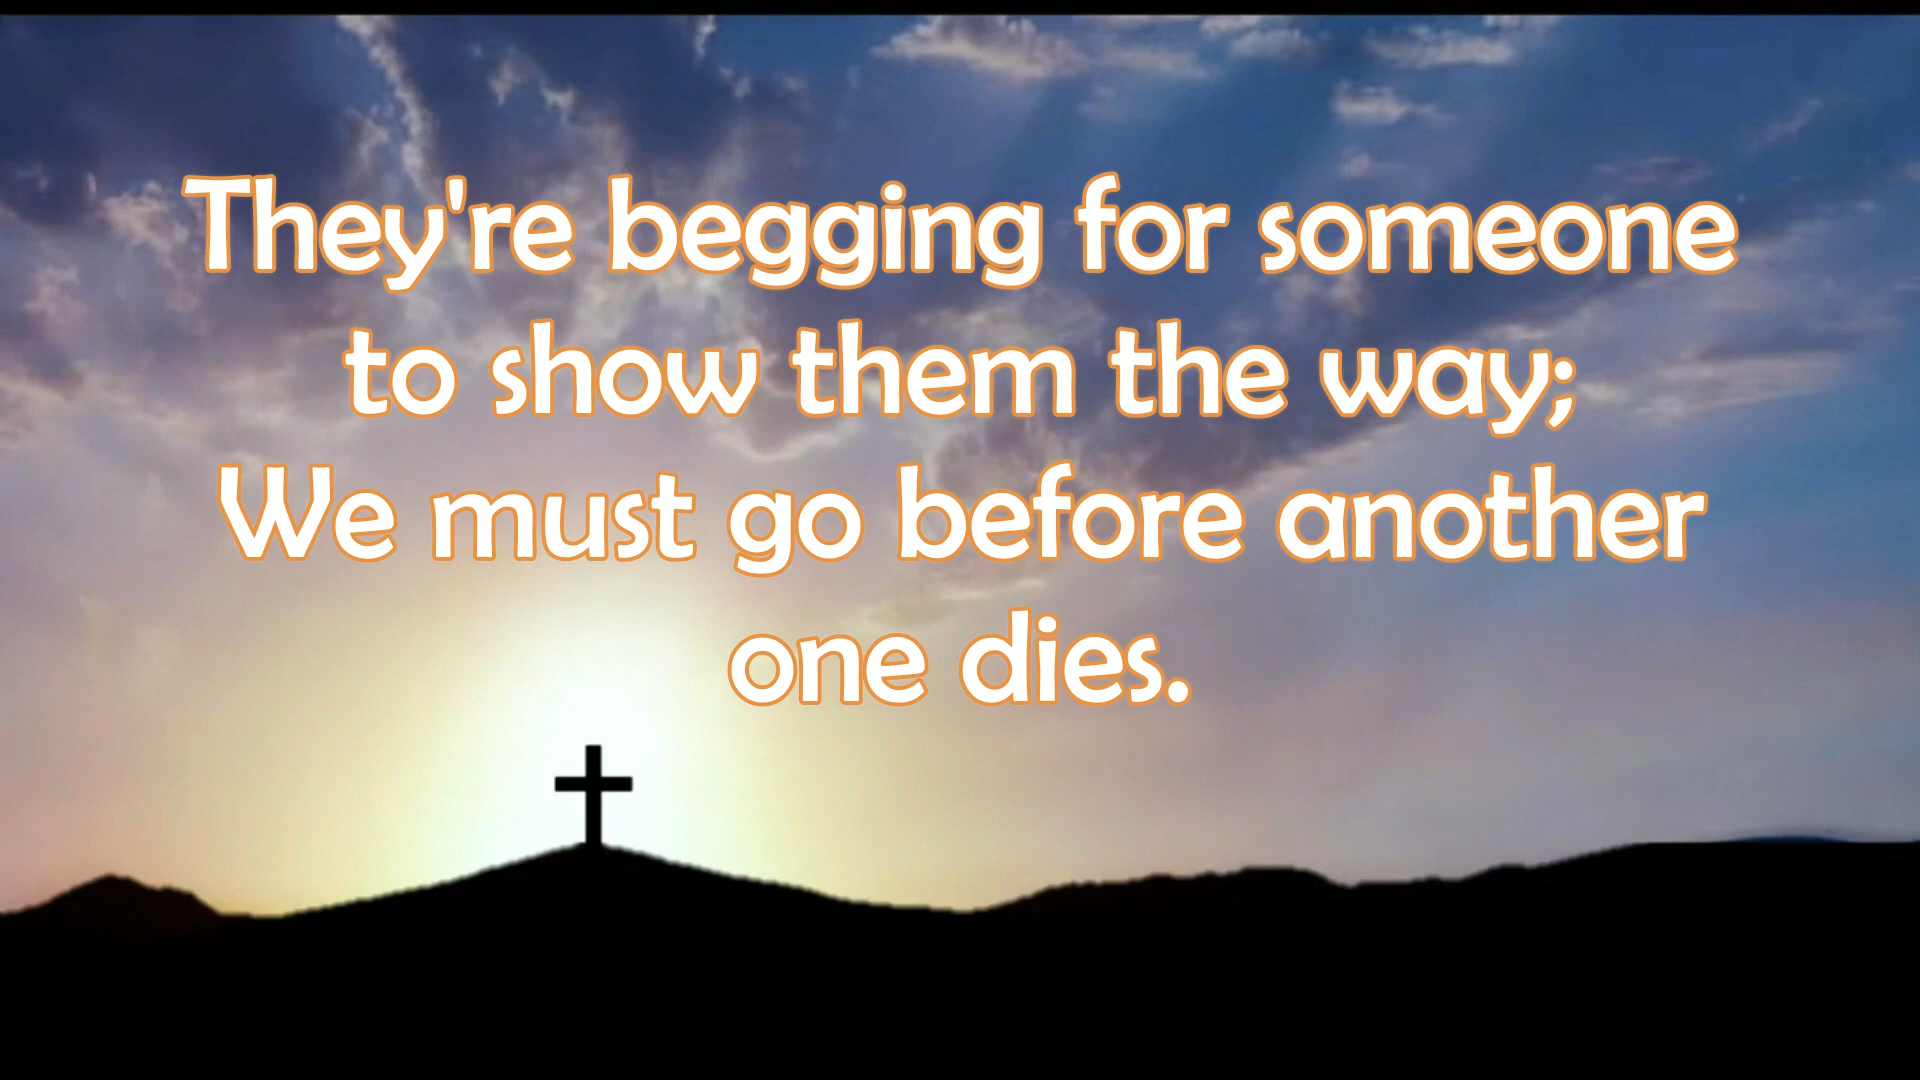 They're begging for someone
to show them the way;
We must go before another
one dies.